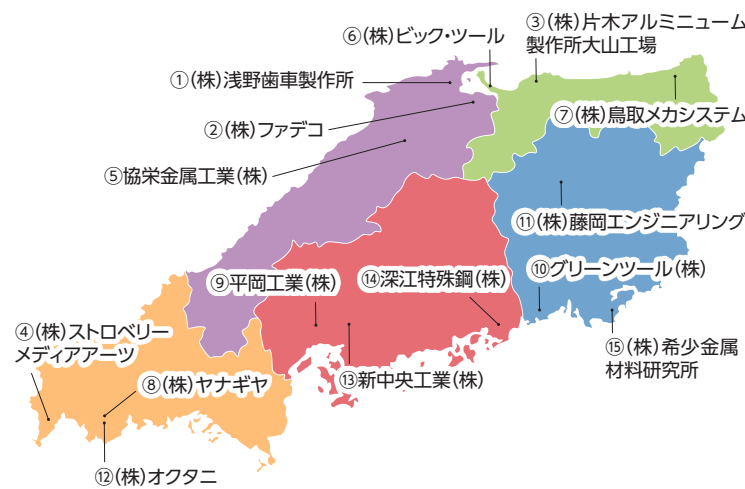 ③(株)片木アルミニューム
製作所大山工場
⑥(株)ビック・ツール
①(株)浅野歯車製作所
②(株)ファデコ
⑦(株)鳥取メカシステム
⑤協栄金属工業(株)
⑪(株)藤岡エンジニアリング
⑨平岡工業(株)
⑭深江特殊鋼(株)
⑩グリーンツール(株)
④(株)ストロベリー
メディアアーツ
⑮(株)希少金属
材料研究所
⑧(株)ヤナギヤ
⑬新中央工業(株)
⑫(株)オクタニ